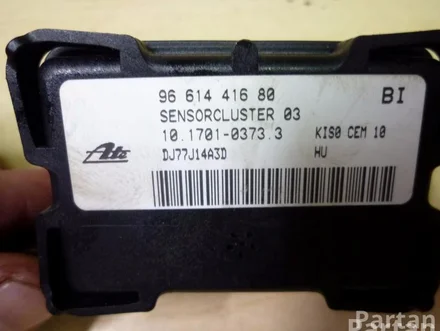 96 614 416 80 BI
SENSORCLUSTER 03
10.1701-0373.3 KIS0 CEM 10
Ate DJ77J14A3D HU
Partan